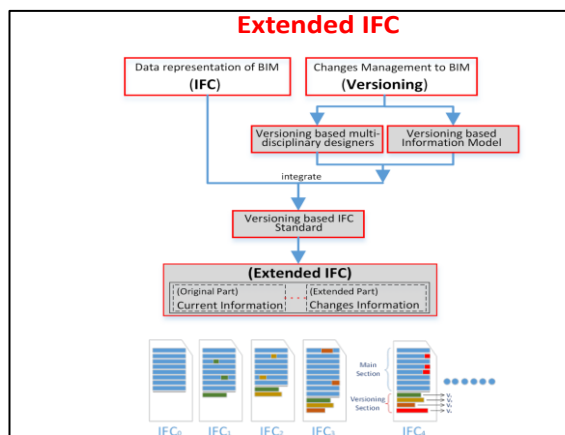 Extended IFC
Data representation of BIM
(IFC)
Changes Management to BIM
(Versioning)
Versioning based multi-
disciplinary designers
Versioning based
Information Model
integrate
Versioning based IFC
Standard
(Extended IFC)
(Original Part)
Current Information
(Extended Part)
Changes Information
Main
Section
Versioning
Section
IFC₀
IFC₁
IFC₂
IFC₃
IFC₄